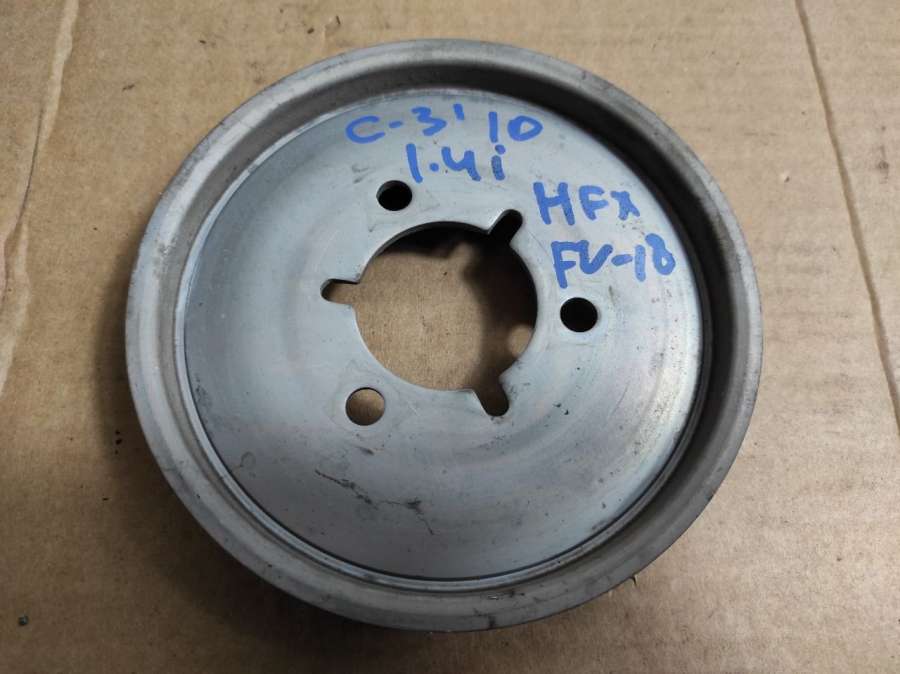 C-3' 10
1.4i
HFX
FV-18